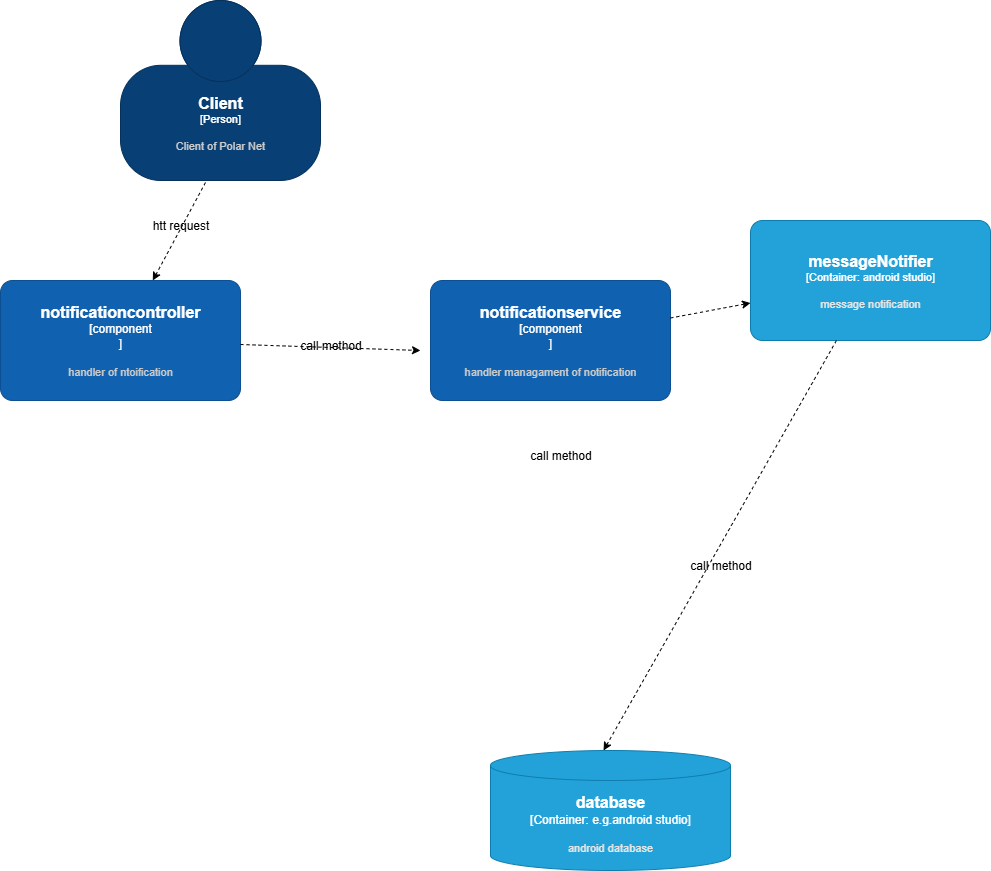 Client
[Person]
Client of Polar Net
htt request
notificationcontroller
[component
]
handler of ntoification
call method
notificationservice
[component
]
handler managament of notification
messageNotifier
[Container: android studio]
message notification
call method
call method
database
[Container: e.g.android studio]
android database